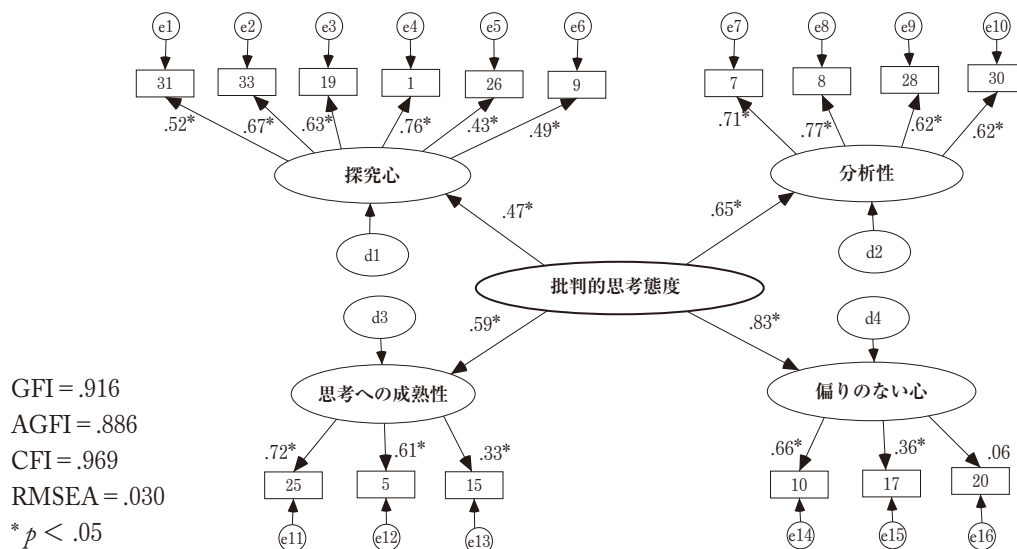 e1 e2 e3 e4 e5 e6 e7 e8 e9 e10
31 33 19 1 26 9 7 8 28 30
.52* .67* .63* .76* .43* .49* .71* .77* .62* .62*
探究心 分析性
.47* .65*
d1 d2
批判的思考態度
d3 d4
.59* .83*
思考への成熟性 偏りのない心
.72* .61* .33* .66* .36* .06
25 5 15 10 17 20
e11 e12 e13 e14 e15 e16
GFI = .916
AGFI = .886
CFI = .969
RMSEA = .030
* p < .05